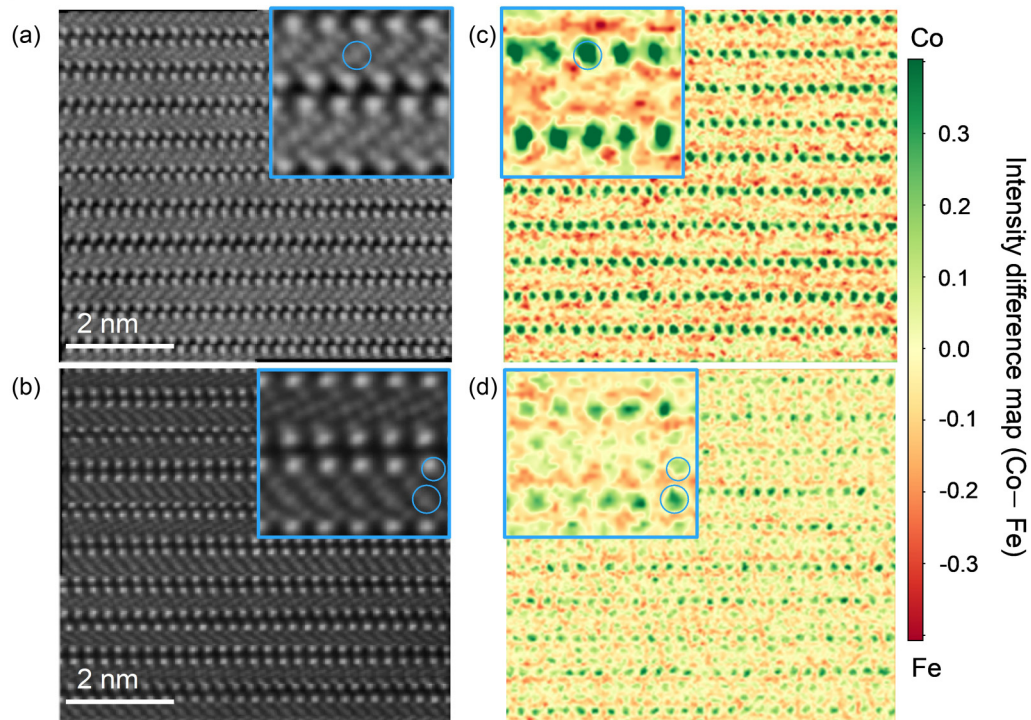 (a)
2 nm
(b)
2 nm
(c)
(d)
Co
0.3
0.2
0.1
0.0
-0.1
-0.2
-0.3
Fe
Intensity difference map (Co– Fe)